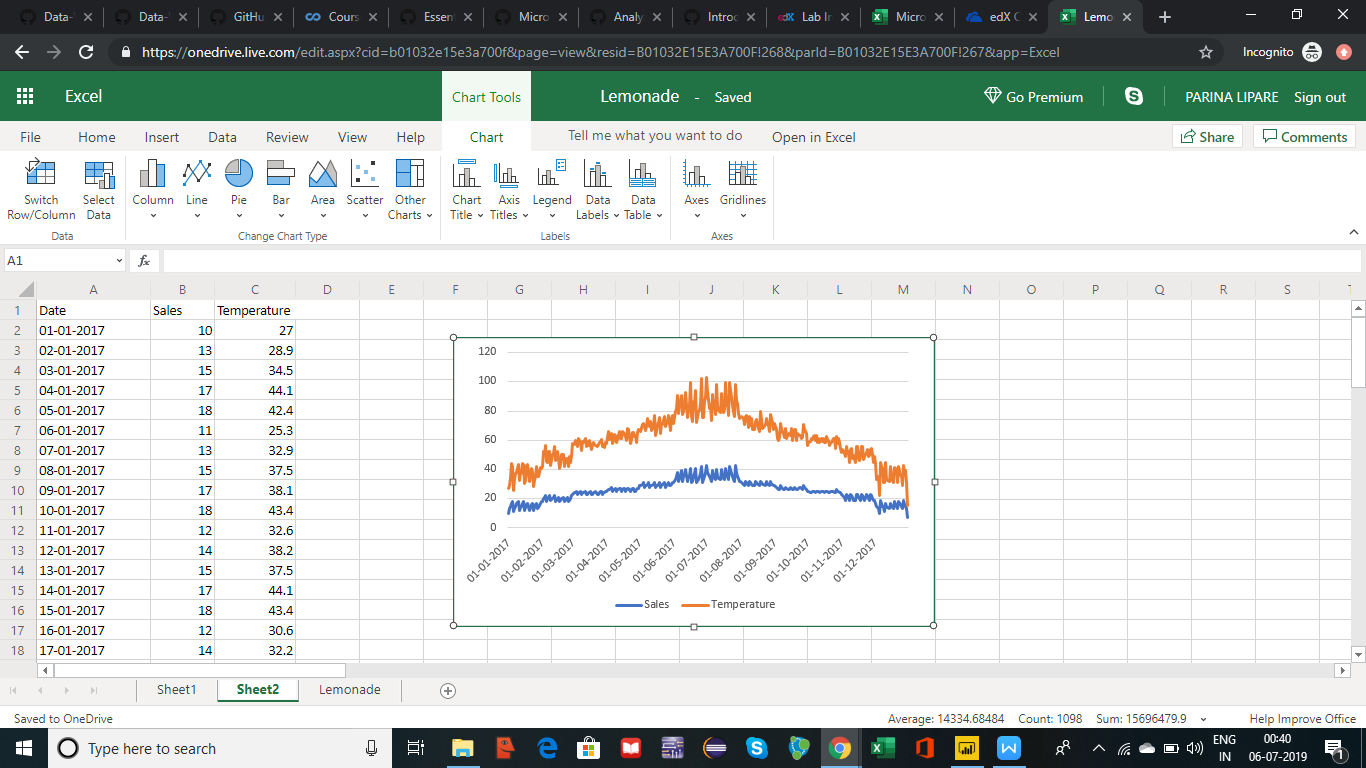 Data- Data- GitHu Cours Essen Micro Analy Introc edX Lab In Micro edX C Lemo
https://onedrive.live.com/edit.aspx?cid=b01032e15e3a700f&page=view&resid=B01032E15E3A700F!268&parId=B01032E15E3A700F!267&app=Excel Incognito
Excel Chart Tools Lemonade - Saved Go Premium PARINA LIPARE Sign out
File Home Insert Data Review View Help Chart Tell me what you want to do Open in Excel Share Comments
Switch Select Column Line Pie Bar Area Scatter Other Chart Axis Legend Data Data Axes Gridlines
Row/Column Data Charts Title Titles Labels Table
Data Change Chart Type Labels Axes
A1 fx
A B C D E F G H I J K L M N O P Q R S T
1 Date Sales Temperature
2 01-01-2017 10 27
3 02-01-2017 13 28.9
4 03-01-2017 15 34.5
5 04-01-2017 17 44.1
6 05-01-2017 18 42.4
7 06-01-2017 11 25.3
8 07-01-2017 13 32.9
9 08-01-2017 15 37.5
10 09-01-2017 17 38.1
11 10-01-2017 18 43.4
12 11-01-2017 12 32.6
13 12-01-2017 14 38.2
14 13-01-2017 15 37.5
15 14-01-2017 17 44.1
16 15-01-2017 18 43.4
17 16-01-2017 12 30.6
18 17-01-2017 14 32.2
120
100
80
60
40
20
0
01-01-2017 01-02-2017 01-03-2017 01-04-2017 01-05-2017 01-06-2017 01-07-2017 01-08-2017 01-09-2017 01-10-2017 01-11-2017 01-12-2017
Sales Temperature
Sheet1 Sheet2 Lemonade
Saved to OneDrive Average: 14334.68484 Count: 1098 Sum: 15696479.9 Help Improve Office
Type here to search ENG 00:40
IN 06-07-2019 1